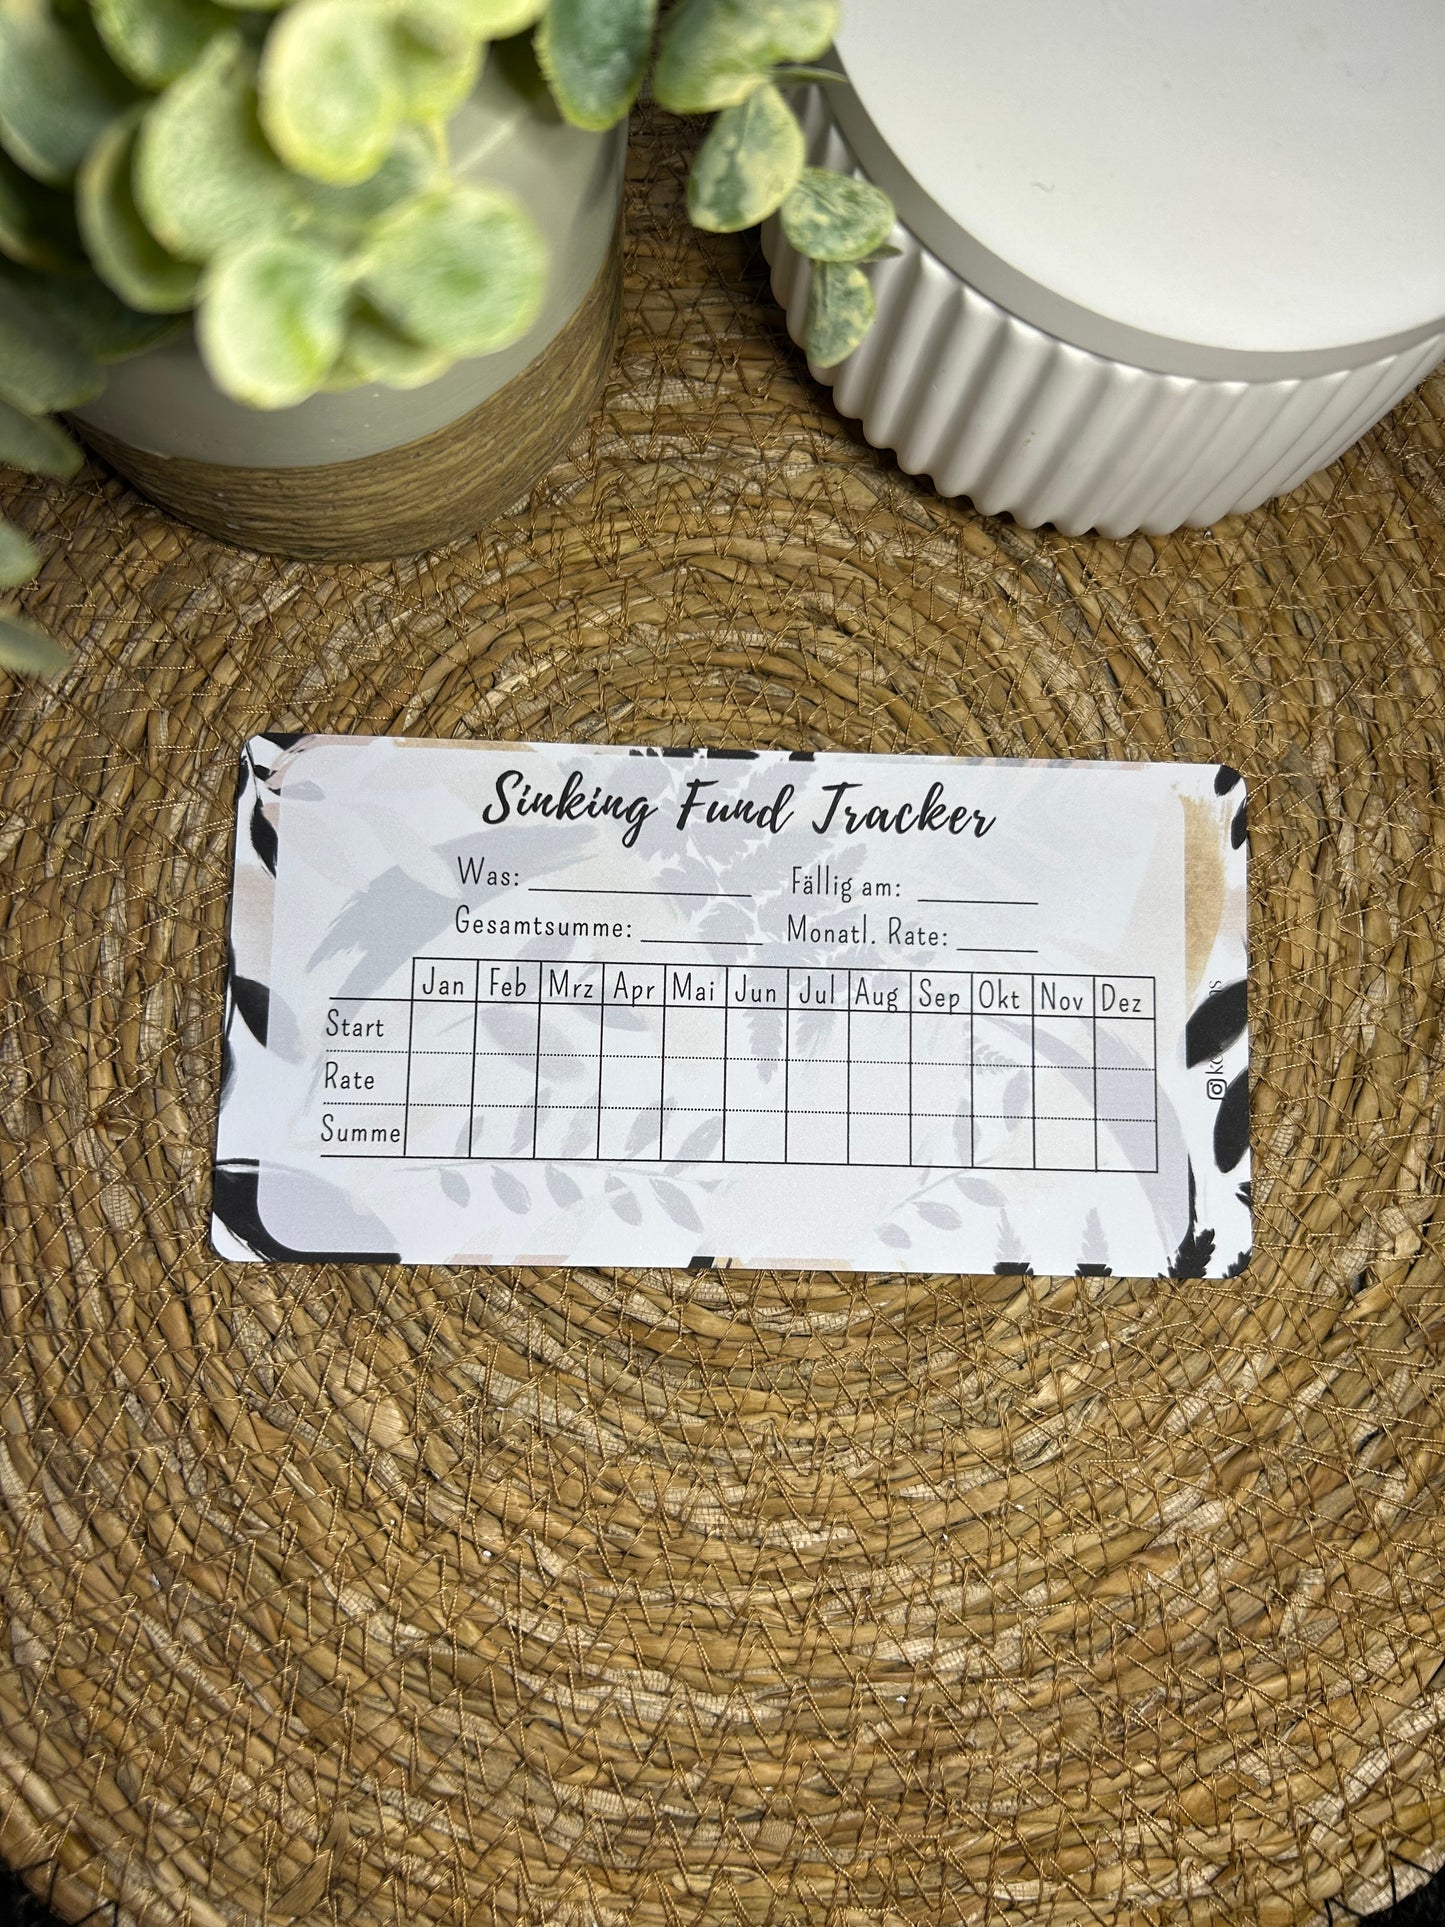 Sinking Fund Tracker
Was: Fällig am:
Gesamtsumme: Monatl. Rate:
Jan Feb Mrz Apr Mai Jun Jul Aug Sep Okt Nov Dez
Start
Rate
Summe